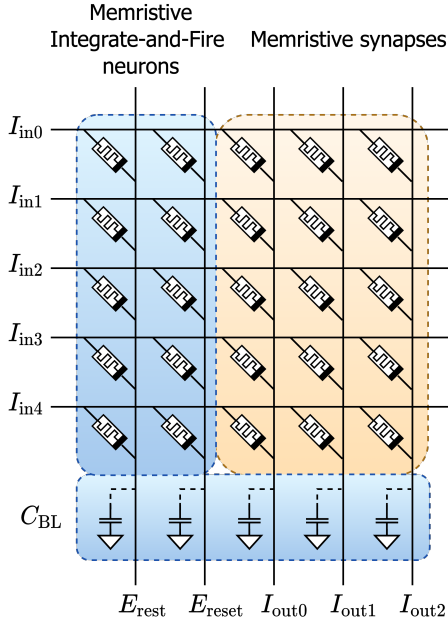 Memristive
Integrate-and-Fire
neurons
Memristive synapses
I_in0
I_in1
I_in2
I_in3
I_in4
C_BL
E_rest E_reset I_out0 I_out1 I_out2